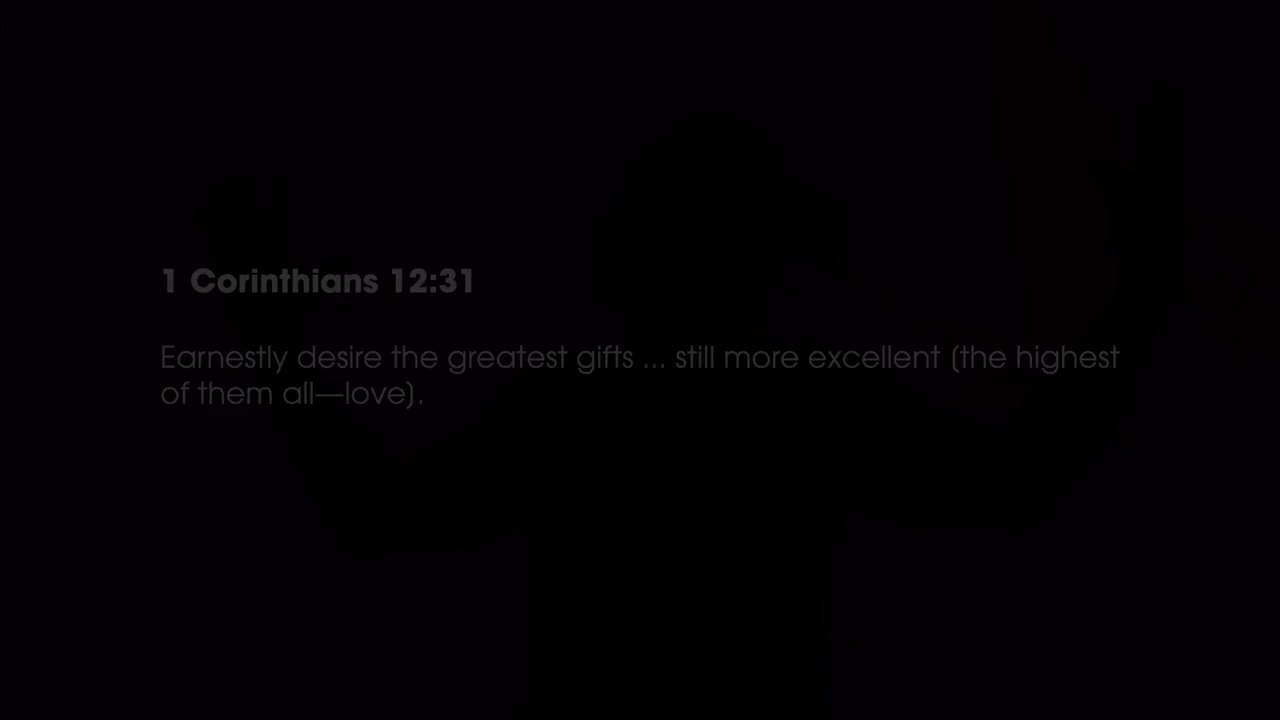 1 Corinthians 12:31
Earnestly desire the greatest gifts ... still more excellent (the highest
of them all—love).